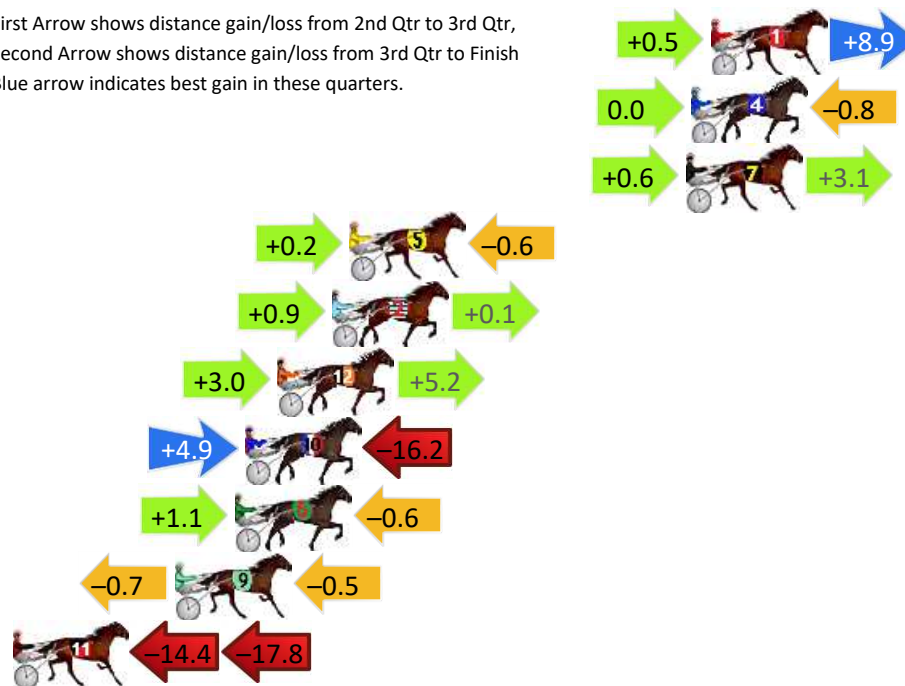 irst Arrow shows distance gain/loss from 2nd Qtr to 3rd Qtr,
econd Arrow shows distance gain/loss from 3rd Qtr to Finish
lue arrow indicates best gain in these quarters.
+0.5 1 +8.9
0.0 4 –0.8
+0.6 7 +3.1
+0.2 5 –0.6
+0.9 2 +0.1
+3.0 12 +5.2
+4.9 10 –16.2
+1.1 –0.6
–0.7 9 –0.5
11 –14.4 –17.8